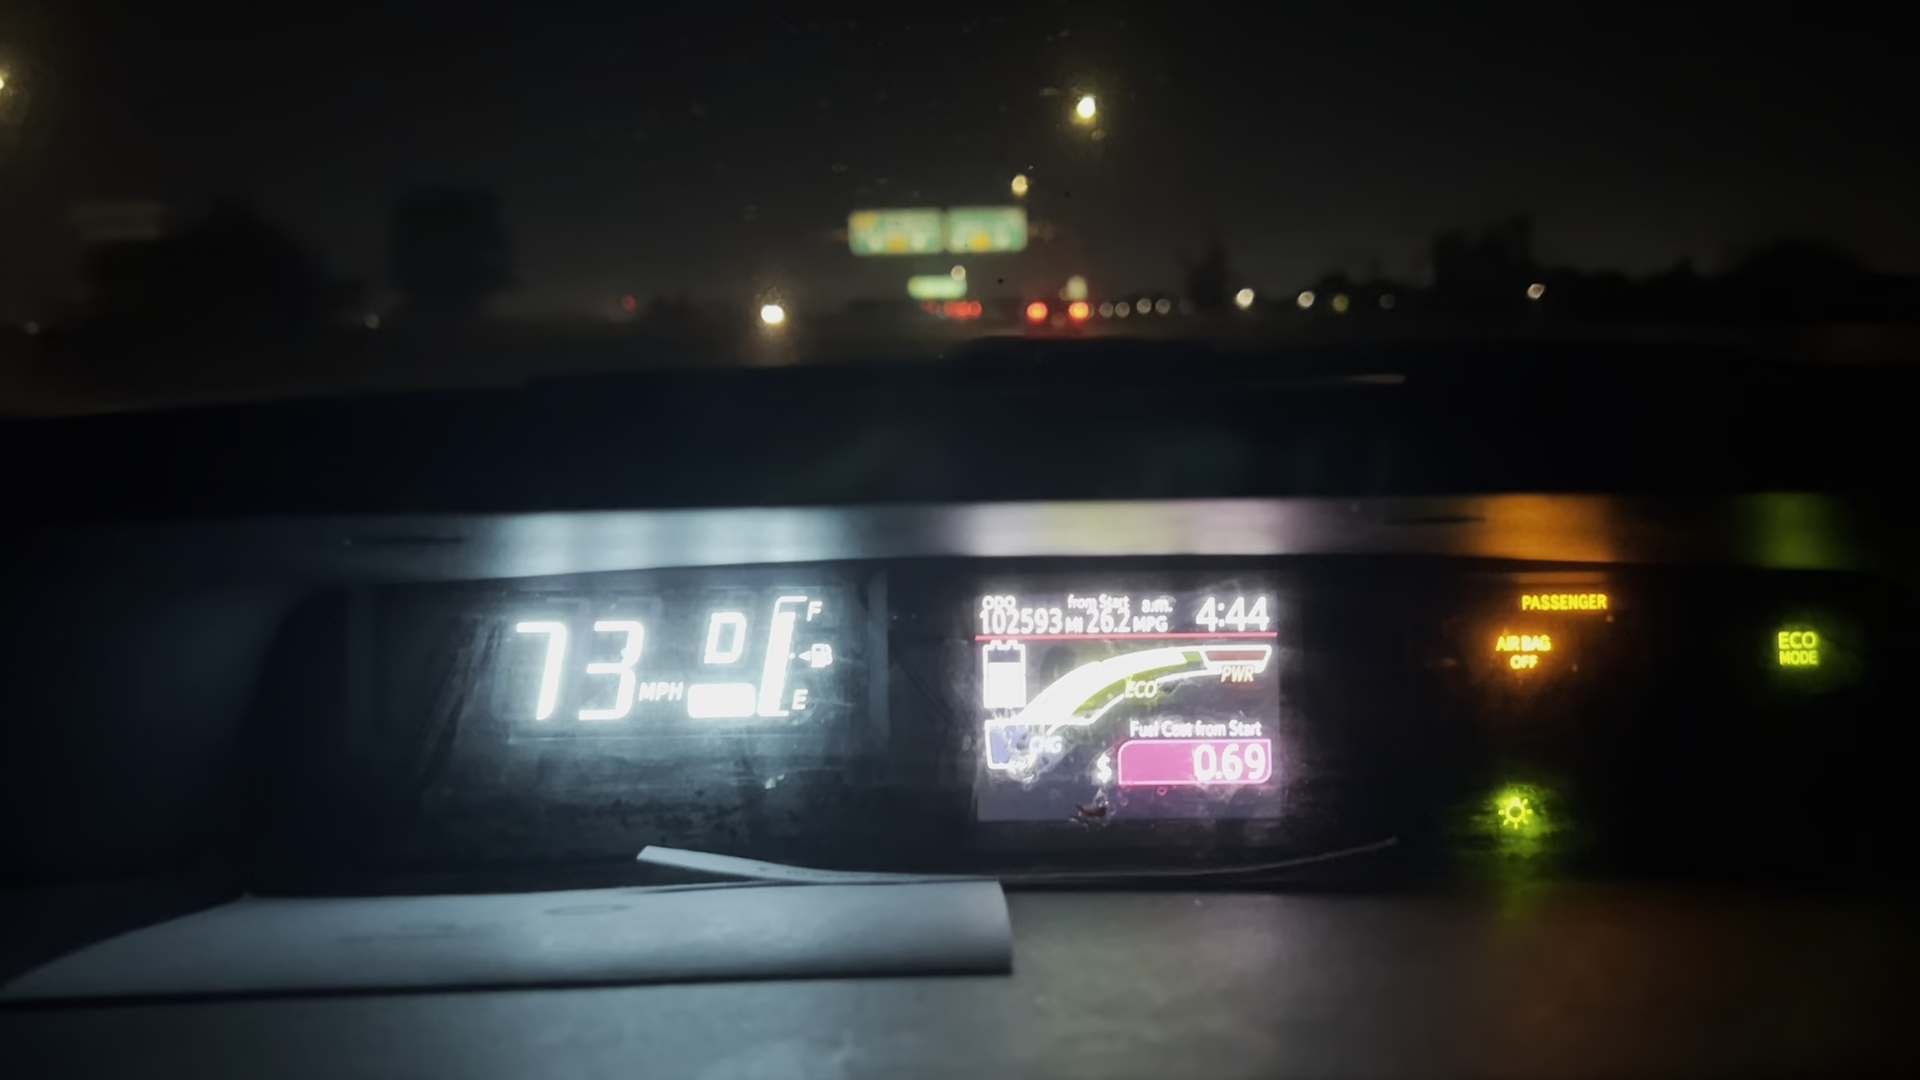 73 MPH D F
E
ODO from Start a.m. 4:44
102593 MI 26.2 MPG
PWR
ECO
CHG
Fuel Cost from Start
$ 0.69
PASSENGER
AIR BAG
OFF
ECO
MODE